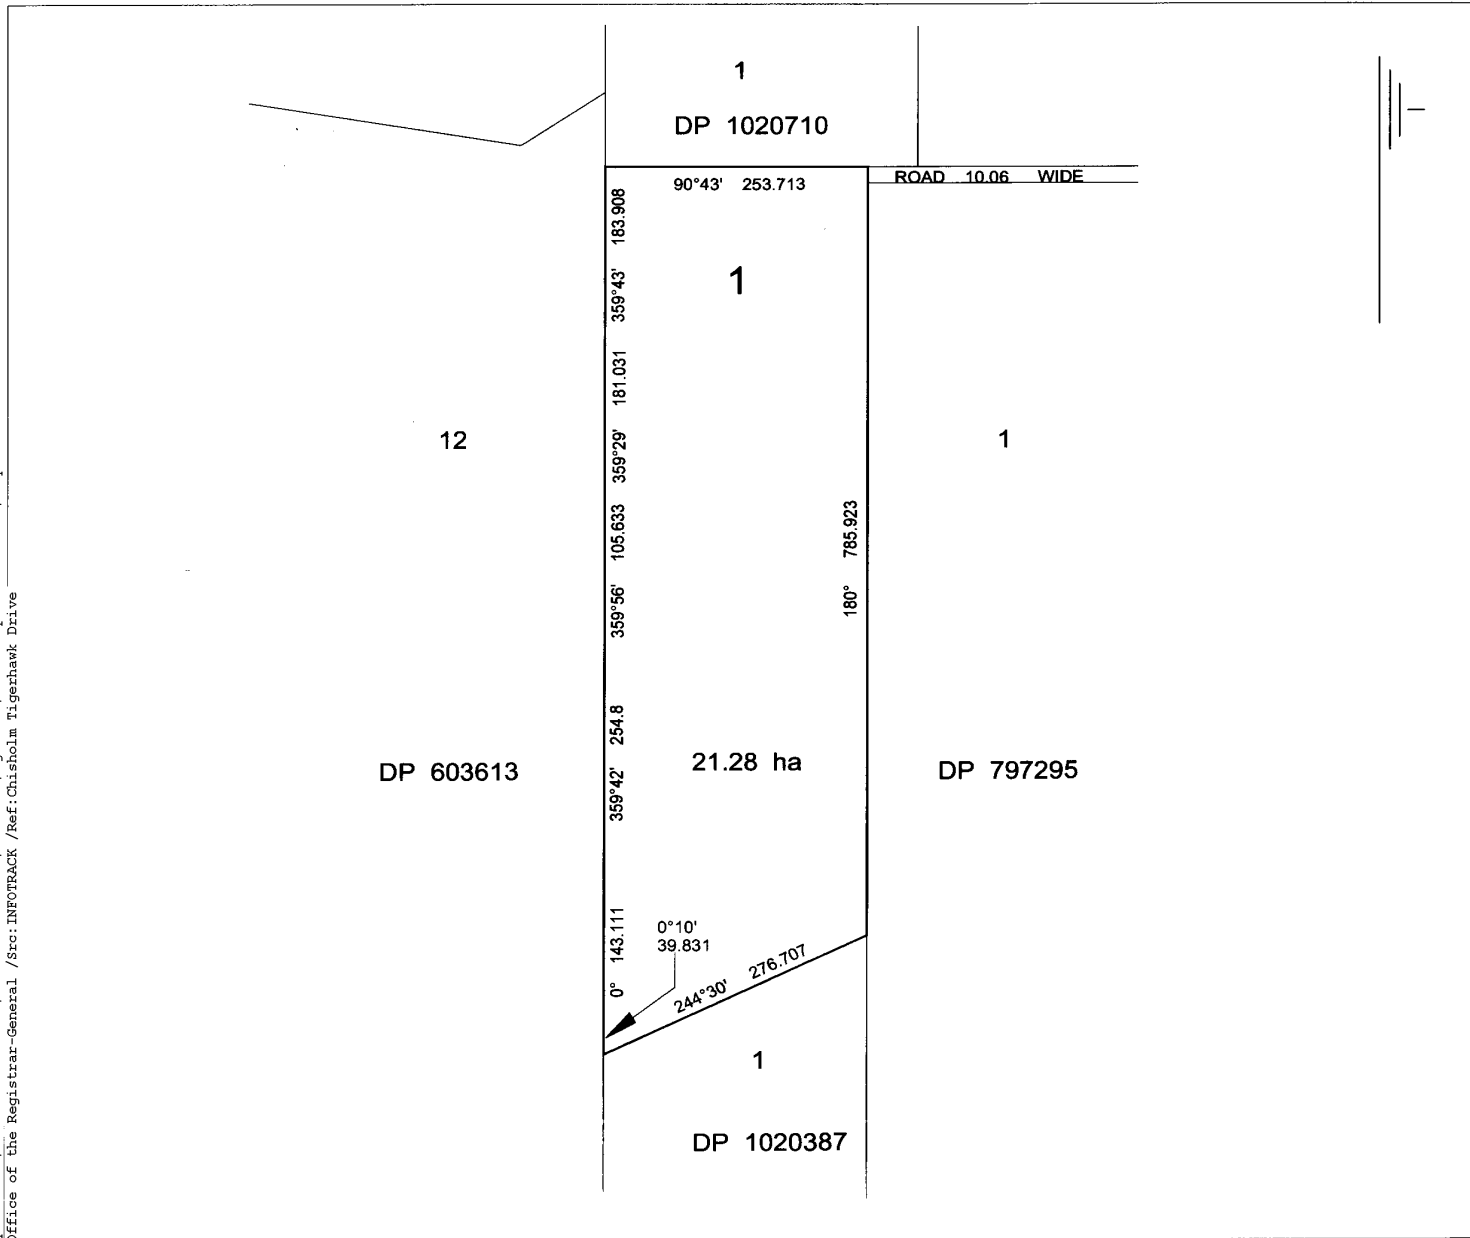 1
DP 1020710
ROAD 10.06 WIDE
90°43' 253.713
359°43' 183.908
1
359°29' 181.031
12
1
359°56' 105.633
180° 785.923
359°42' 254.8
21.28 ha
DP 603613
DP 797295
0° 143.111
0°10'
39.831
244°30' 276.707
1
DP 1020387
Office of the Registrar-General /Src:INFOTRACK /Ref:Chisholm Tigerhawk Drive